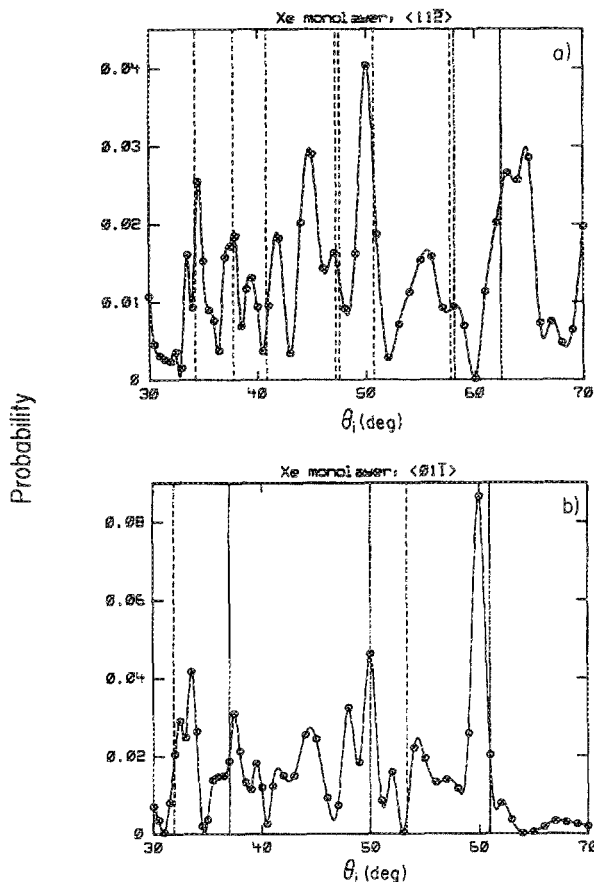 Xe monolayer; <112̅>
a)
0.04
0.03
0.02
0.01
0
30 40 50 60 70
θi (deg)
Probability
Xe monolayer; <011̅>
b)
0.08
0.06
0.04
0.02
0
30 40 50 60 70
θi (deg)